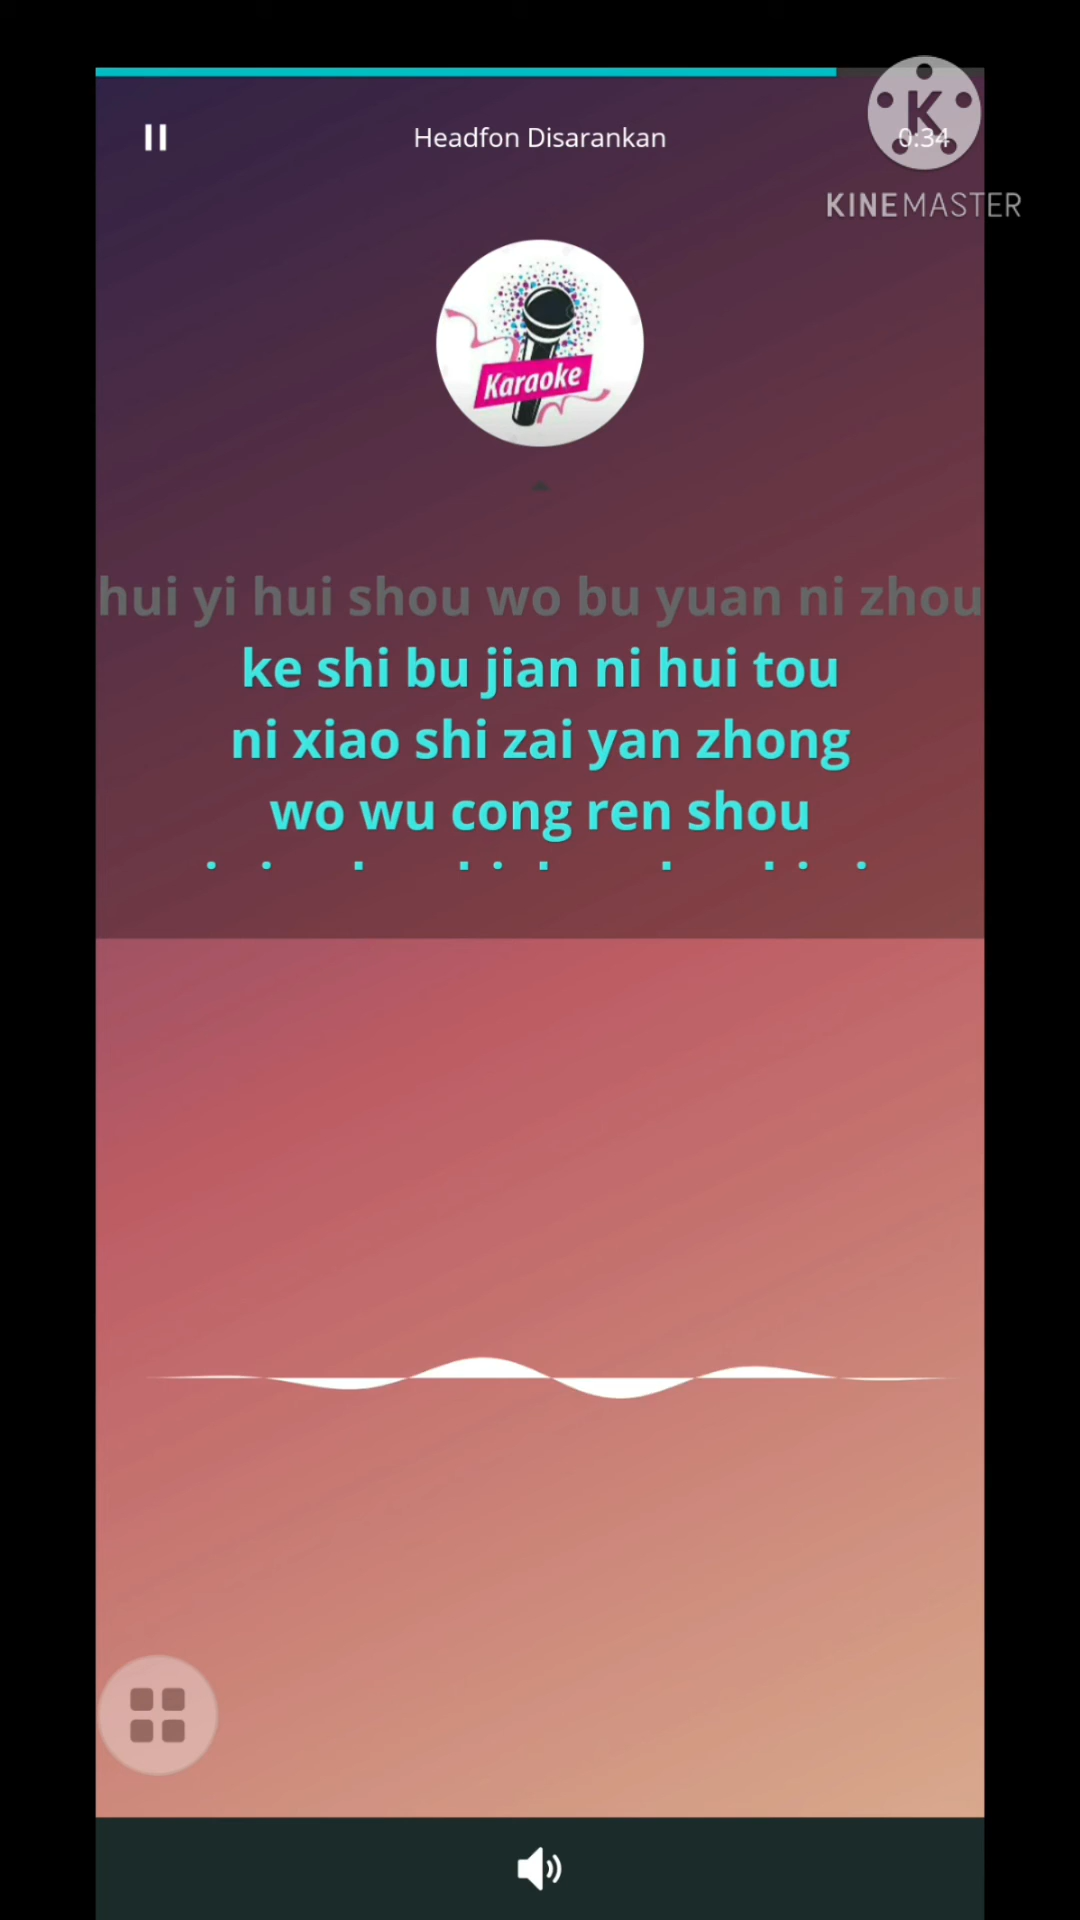 Headfon Disarankan
0:34
KINEMASTER
Karaoke
hui yi hui shou wo bu yuan ni zhou
ke shi bu jian ni hui tou
ni xiao shi zai yan zhong
wo wu cong ren shou